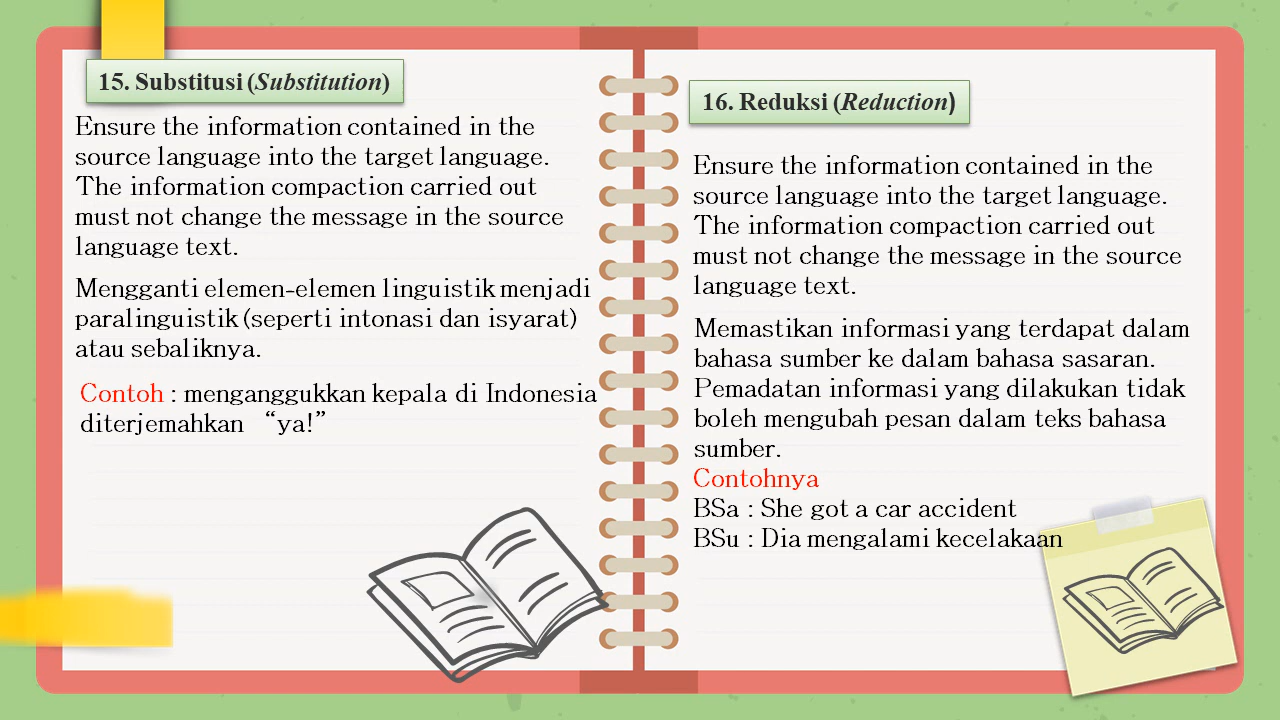 15. Substitusi (Substitution)
Ensure the information contained in the
source language into the target language.
The information compaction carried out
must not change the message in the source
language text.
Mengganti elemen-elemen linguistik menjadi
paralinguistik (seperti intonasi dan isyarat)
atau sebaliknya.
Contoh : menganggukkan kepala di Indonesia
diterjemahkan “ya!”
16. Reduksi (Reduction)
Ensure the information contained in the
source language into the target language.
The information compaction carried out
must not change the message in the source
language text.
Memastikan informasi yang terdapat dalam
bahasa sumber ke dalam bahasa sasaran.
Pemadatan informasi yang dilakukan tidak
boleh mengubah pesan dalam teks bahasa
sumber.
Contohnya
BSa : She got a car accident
BSu : Dia mengalami kecelakaan